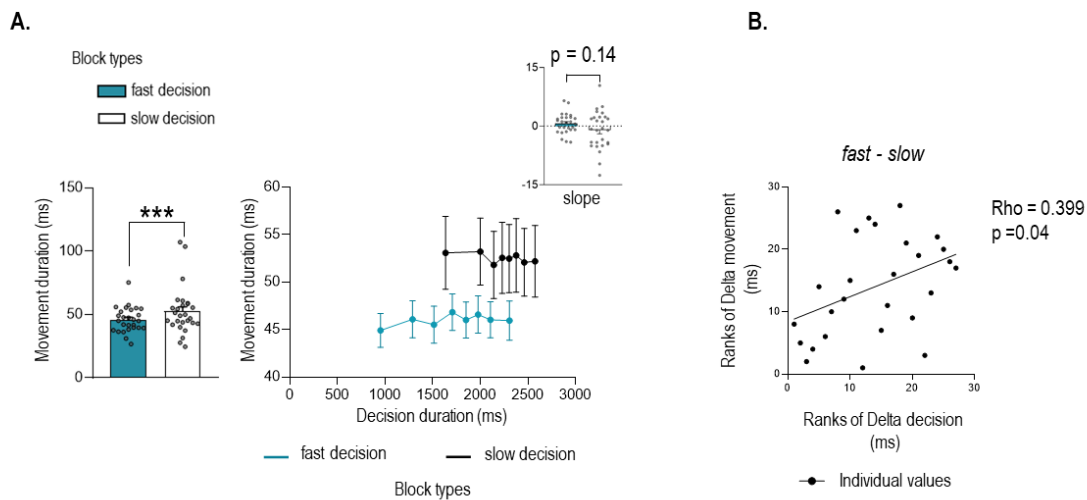 A.
Block types
fast decision
slow decision
Movement duration (ms)
150
100
50
0
***
Movement duration (ms)
60
55
50
45
40
0
500
1000
1500
2000
2500
3000
Decision duration (ms)
fast decision
slow decision
Block types
p = 0.14
15
0
-15
slope
B.
fast - slow
Ranks of Delta movement
(ms)
30
20
10
0
0
10
20
30
Ranks of Delta decision
(ms)
Rho = 0.399
p =0.04
Individual values